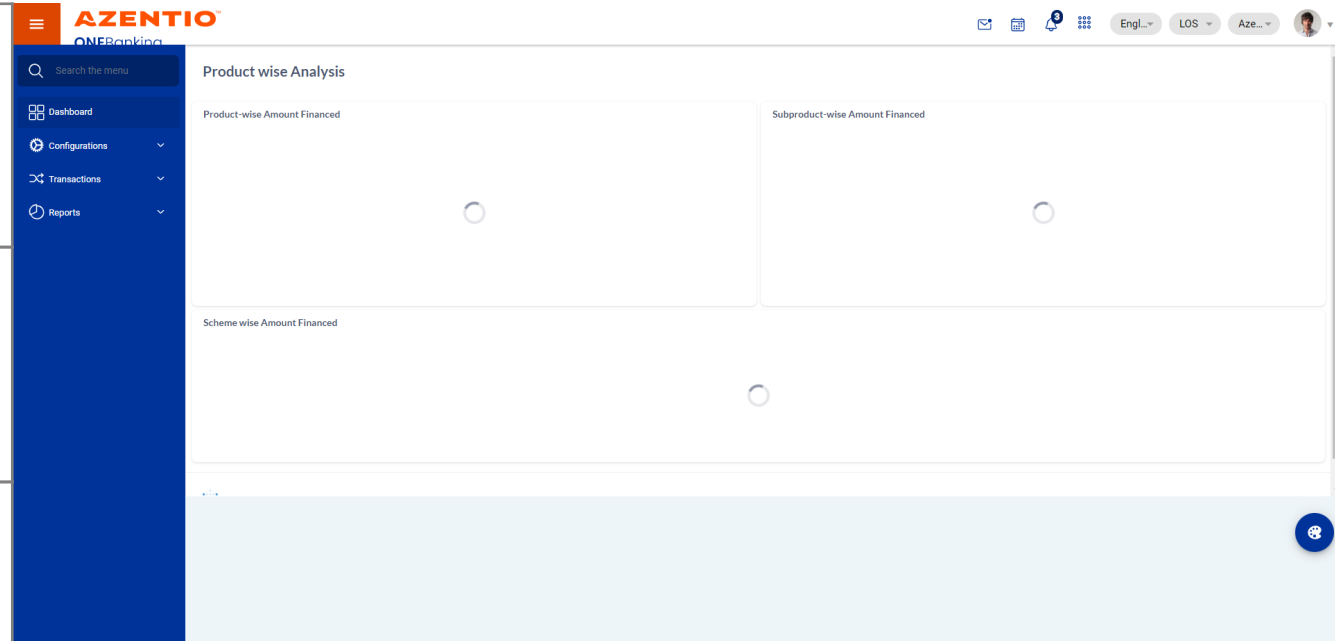 AZENTIO™
ONEBanking
3
Engl...
LOS
Aze...
Search the menu
Dashboard
Configurations
Transactions
Reports
Product wise Analysis
Product-wise Amount Financed
Subproduct-wise Amount Financed
Scheme wise Amount Financed